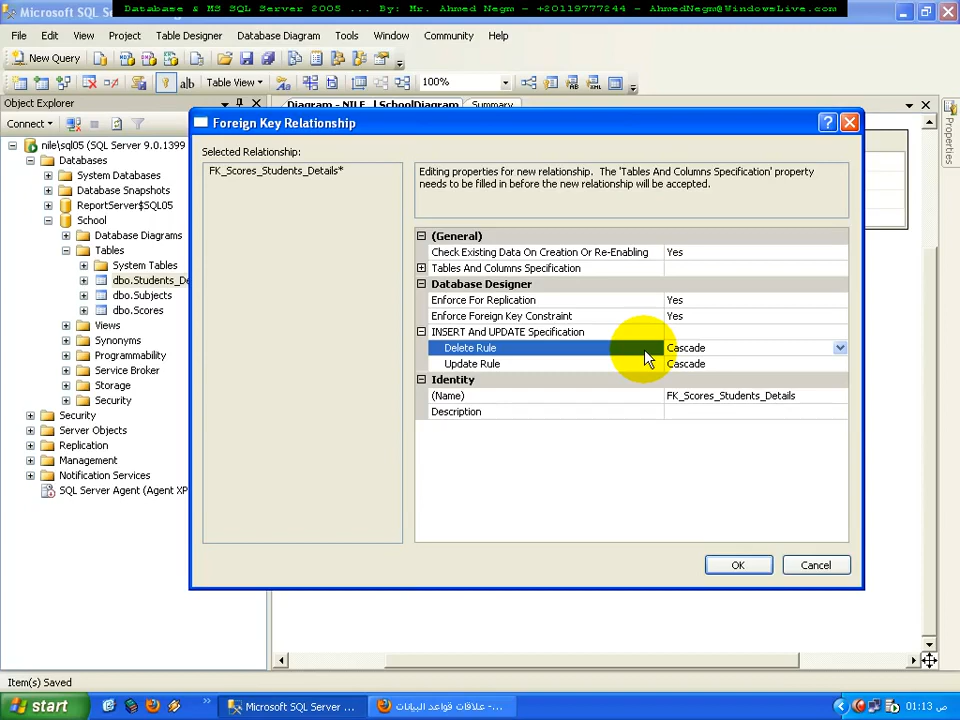 Microsoft SQL Server Manag
Database & MS SQL Server 2005 ... By: Mr. Ahmed Negm - +20119777244 - AhmedNegm@WindowsLive.com
File Edit View Project Table Designer Database Diagram Tools Window Community Help
New Query
Table View 100%
Object Explorer
Diagram - NILE...l SchoolDiagram Summary
Connect
Properties
nile\sql05 (SQL Server 9.0.1399
Databases
System Databases
Database Snapshots
ReportServer$SQL05
School
Database Diagrams
Tables
System Tables
dbo.Students_De
dbo.Subjects
dbo.Scores
Views
Synonyms
Programmability
Service Broker
Storage
Security
Security
Server Objects
Replication
Management
Notification Services
SQL Server Agent (Agent XP
Foreign Key Relationship
Selected Relationship:
FK_Scores_Students_Details*
Editing properties for new relationship. The 'Tables And Columns Specification' property
needs to be filled in before the new relationship will be accepted.
(General)
Check Existing Data On Creation Or Re-Enabling Yes
Tables And Columns Specification
Database Designer
Enforce For Replication Yes
Enforce Foreign Key Constraint Yes
INSERT And UPDATE Specification
Delete Rule Cascade
Update Rule Cascade
Identity
(Name) FK_Scores_Students_Details
Description
OK Cancel
Item(s) Saved
start
Microsoft SQL Server ...
علاقات قواعد البيانات - ...
01:13 ص